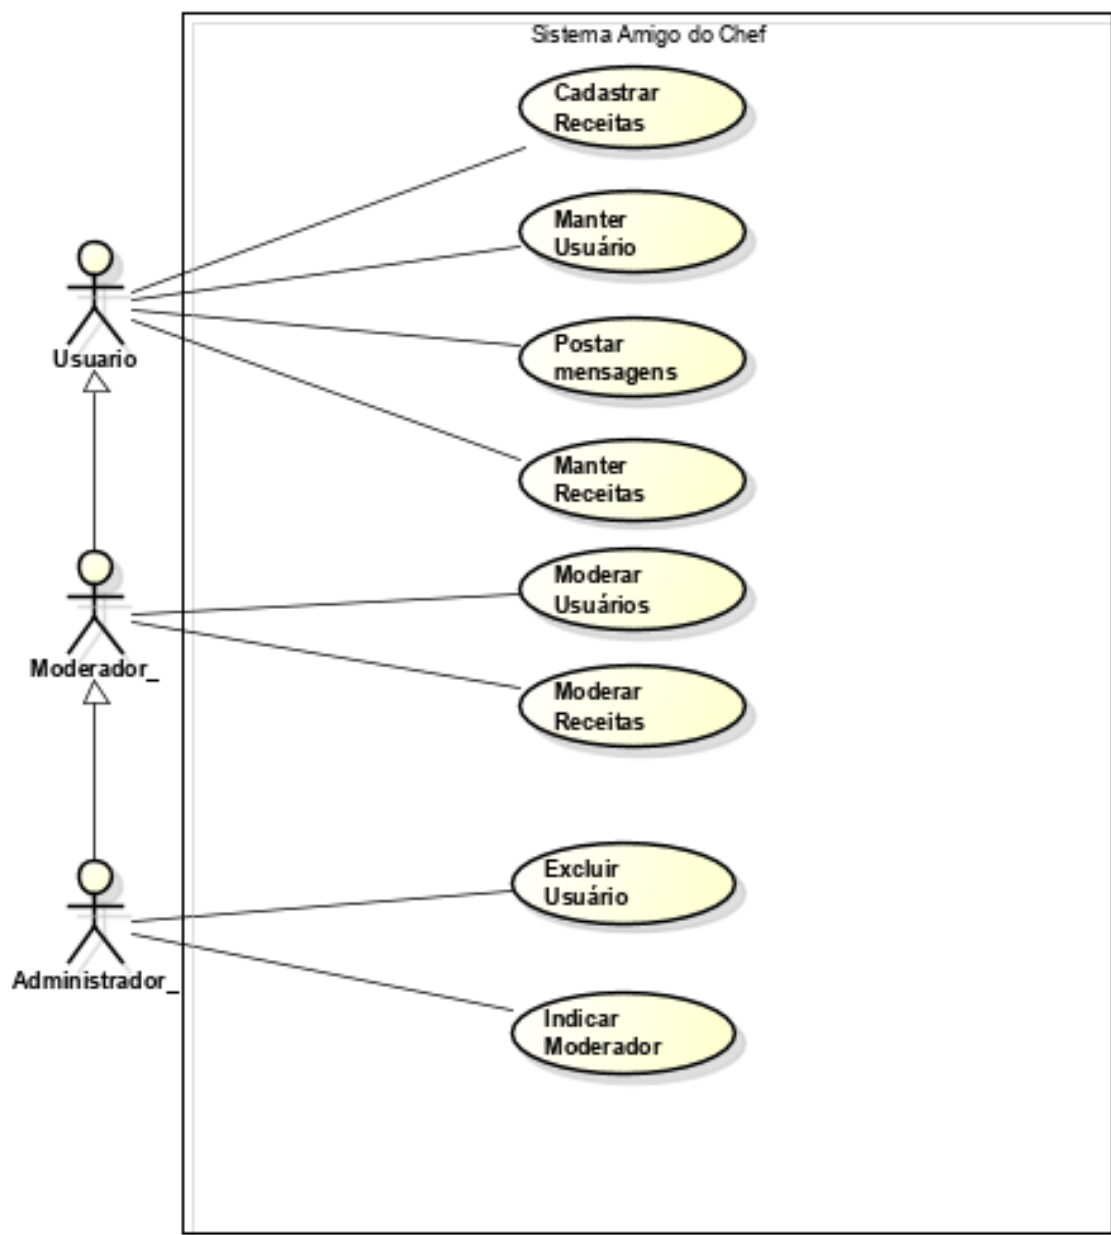 Sistema Amigo do Chef
Cadastrar
Receitas
Manter
Usuário
Postar
mensagens
Usuario
Manter
Receitas
Moderar
Usuários
Moderador_
Moderar
Receitas
Excluir
Usuário
Administrador_
Indicar
Moderador